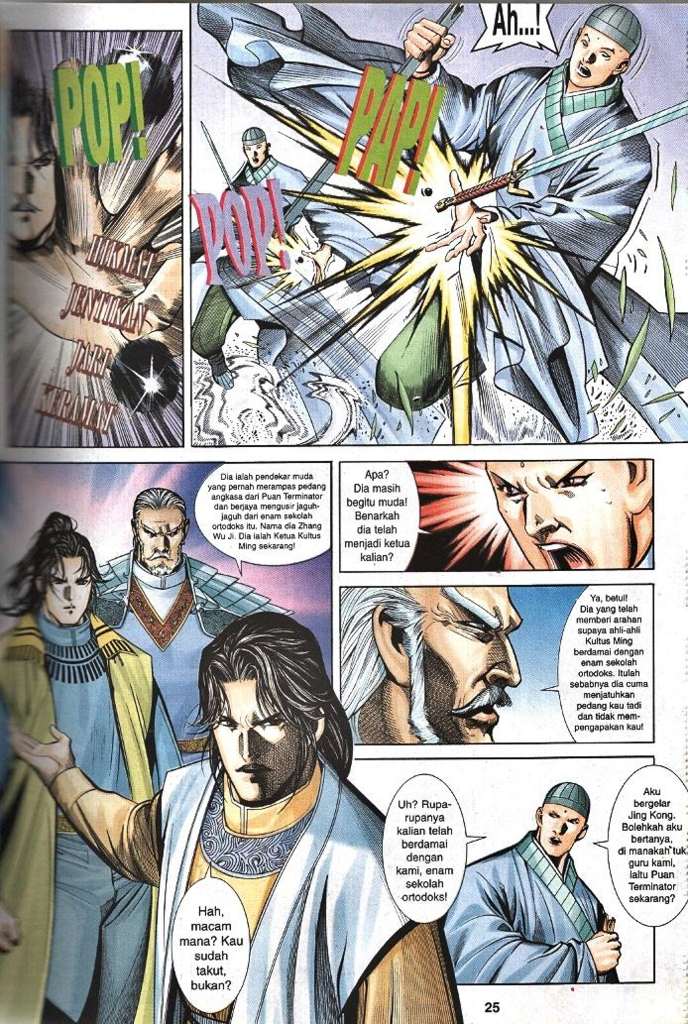 POP!
JENTIKAN
JARI
POP!
PAP!
Ah...!
Dia ialah pendekar muda
yang pernah merampas pedang
angkasa dari Puan Terminator
dan berjaya mengusir jaguh-
jaguh dari enam sekolah
ortodoks itu. Nama dia Zhang
Wu Ji. Dia ialah Ketua Kultus
Ming sekarang!
Hah,
macam
mana? Kau
sudah
takut,
bukan?
Apa?
Dia masih
begitu muda!
Benarkah
dia telah
menjadi ketua
kalian?
Ya, betul!
Dia yang telah
memberi arahan
supaya ahli-ahli
Kultus Ming
berdamai dengan
enam sekolah
ortodoks. Itulah
sebabnya dia cuma
menjatuhkan
pedang kau
tadi dan
tidak mem-
pengapakan kau!
Uh? Rupa-
rupanya
kalian telah
berdamai
dengan
kami, enam
sekolah
ortodoks!
Aku
bergelar
Jing Kong.
Bolehkah aku
bertanya,
di manakah tuk
guru kami,
iaitu Puan
Terminator
sekarang?
25